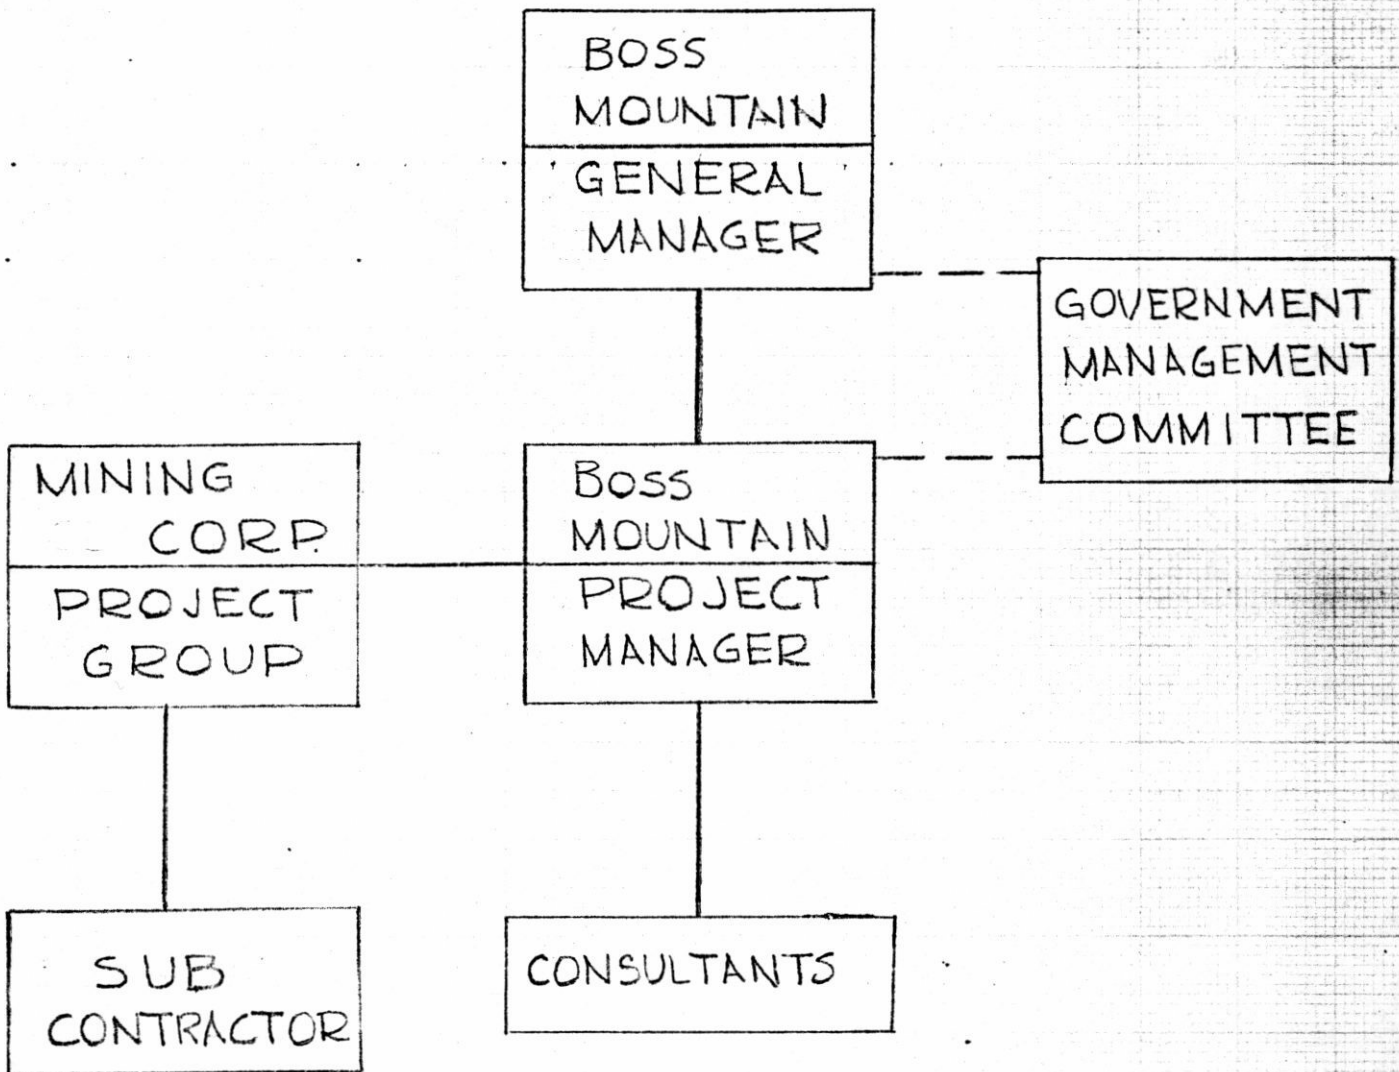 BOSS
MOUNTAIN
GENERAL
MANAGER
GOVERNMENT
MANAGEMENT
COMMITTEE
MINING
CORP.
PROJECT
GROUP
BOSS
MOUNTAIN
PROJECT
MANAGER
SUB
CONTRACTOR
CONSULTANTS